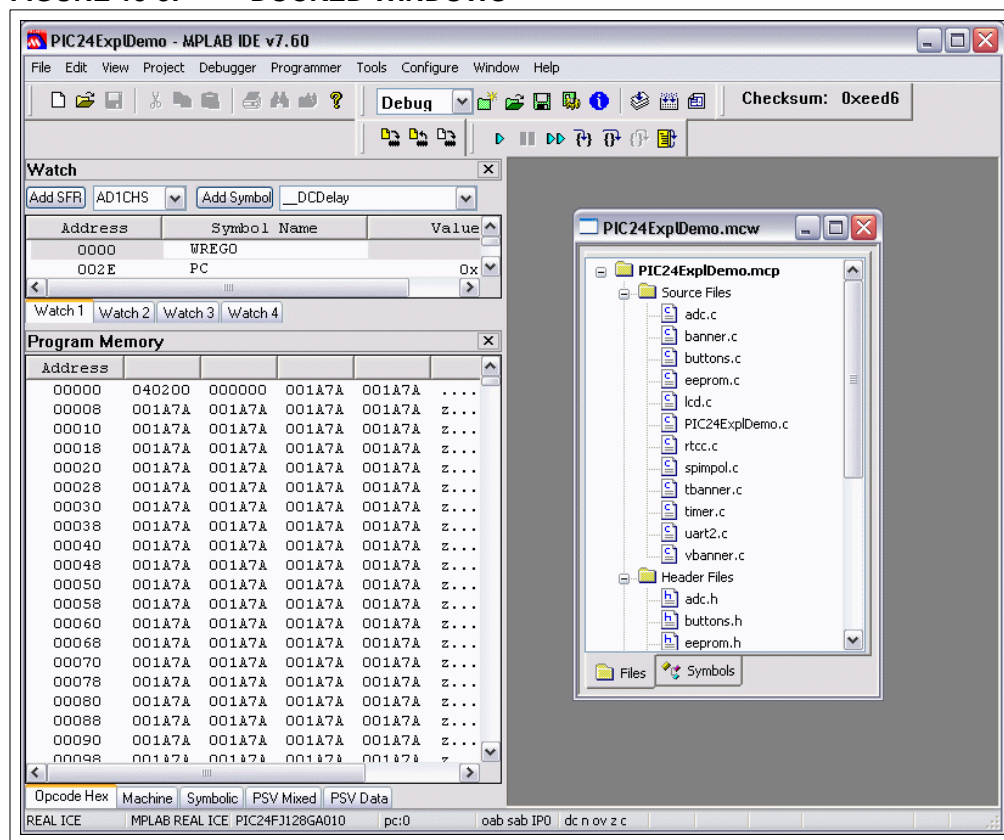 PIC24ExplDemo - MPLAB IDE v7.60
File Edit View Project Debugger Programmer Tools Configure Window Help
Debug Checksum: 0xeed6
Watch
Add SFR AD1CHS Add Symbol __DCDelay
Address Symbol Name Value
0000 WREG0
002E PC 0x
Watch 1 Watch 2 Watch 3 Watch 4
Program Memory
Address
00000 040200 000000 001A7A 001A7A ....
00008 001A7A 001A7A 001A7A 001A7A z...
00010 001A7A 001A7A 001A7A 001A7A z...
00018 001A7A 001A7A 001A7A 001A7A z...
00020 001A7A 001A7A 001A7A 001A7A z...
00028 001A7A 001A7A 001A7A 001A7A z...
00030 001A7A 001A7A 001A7A 001A7A z...
00038 001A7A 001A7A 001A7A 001A7A z...
00040 001A7A 001A7A 001A7A 001A7A z...
00048 001A7A 001A7A 001A7A 001A7A z...
00050 001A7A 001A7A 001A7A 001A7A z...
00058 001A7A 001A7A 001A7A 001A7A z...
00060 001A7A 001A7A 001A7A 001A7A z...
00068 001A7A 001A7A 001A7A 001A7A z...
00070 001A7A 001A7A 001A7A 001A7A z...
00078 001A7A 001A7A 001A7A 001A7A z...
00080 001A7A 001A7A 001A7A 001A7A z...
00088 001A7A 001A7A 001A7A 001A7A z...
00090 001A7A 001A7A 001A7A 001A7A z...
00098 001A7A 001A7A 001A7A 001A7A z
Opcode Hex Machine Symbolic PSV Mixed PSV Data
PIC24ExplDemo.mcw
PIC24ExplDemo.mcp
Source Files
adc.c
banner.c
buttons.c
eeprom.c
lcd.c
PIC24ExplDemo.c
rtcc.c
spimpol.c
tbanner.c
timer.c
uart2.c
vbanner.c
Header Files
adc.h
buttons.h
eeprom.h
Files Symbols
REAL ICE MPLAB REAL ICE PIC24FJ128GA010 pc:0 oab sab IP0 dc n ov z c